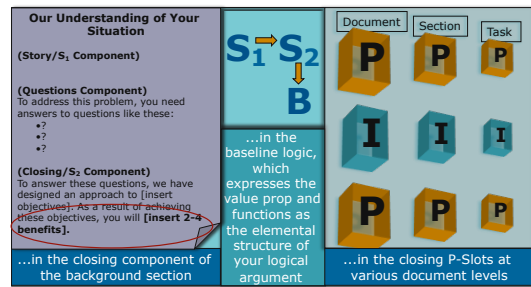 Our Understanding of Your
Situation
(Story/S1 Component)
(Questions Component)
To address this problem, you need
answers to questions like these:
•?
•?
•?
(Closing/S2 Component)
To answer these questions, we have
designed an approach to [insert
objectives]. As a result of achieving
these objectives, you will [insert 2–4
benefits].
...in the closing component of
the background section
S1 S2
B
...in the
baseline logic,
which
expresses the
value prop and
functions as
the elemental
structure of
your logical
argument
Document Section Task
P P P
I I I
P P P
...in the closing P-Slots at
various document levels